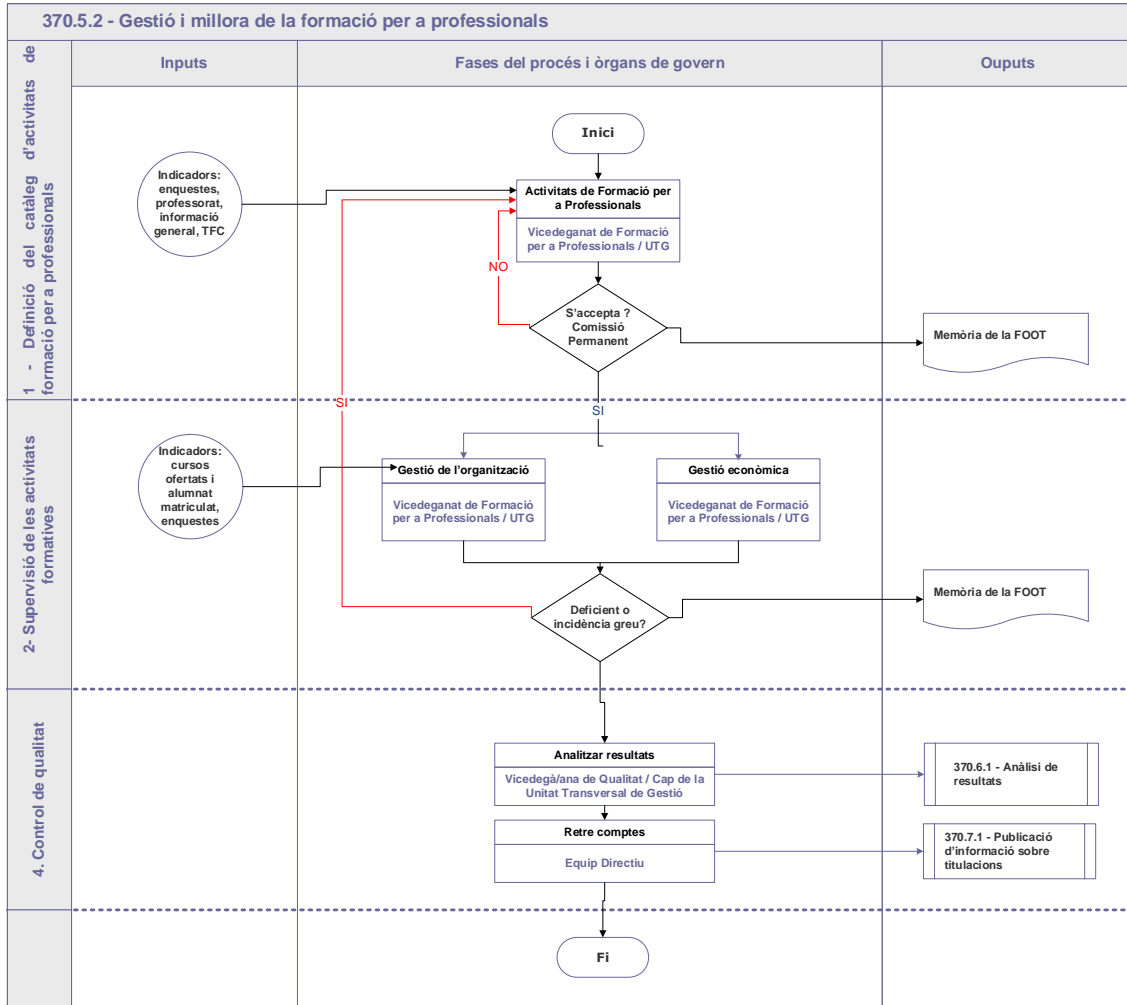 370.5.2 - Gestió i millora de la formació per a professionals
Inputs
Fases del procés i òrgans de govern
Ouputs
1 - Definició del catàleg d'activitats de
formació per a professionals
Inici
Indicadors:
enquestes,
professorat,
informació
general, TFC
Activitats de Formació per
a Professionals
Vicedeganat de Formació
per a Professionals / UTG
NO
S'accepta ?
Comissió
Permanent
Memòria de la FOOT
SI
SI
2- Supervisió de les activitats
formatives
Indicadors:
cursos
ofertats i
alumnat
matriculat,
enquestes
Gestió de l'organització
Vicedeganat de Formació
per a Professionals / UTG
Gestió econòmica
Vicedeganat de Formació
per a Professionals / UTG
Deficient o
incidència greu?
Memòria de la FOOT
4. Control de qualitat
Analitzar resultats
Vicedegà/ana de Qualitat / Cap de la
Unitat Transversal de Gestió
370.6.1 - Anàlisi de
resultats
Retre comptes
Equip Directiu
370.7.1 - Publicació
d'informació sobre
titulacions
Fi